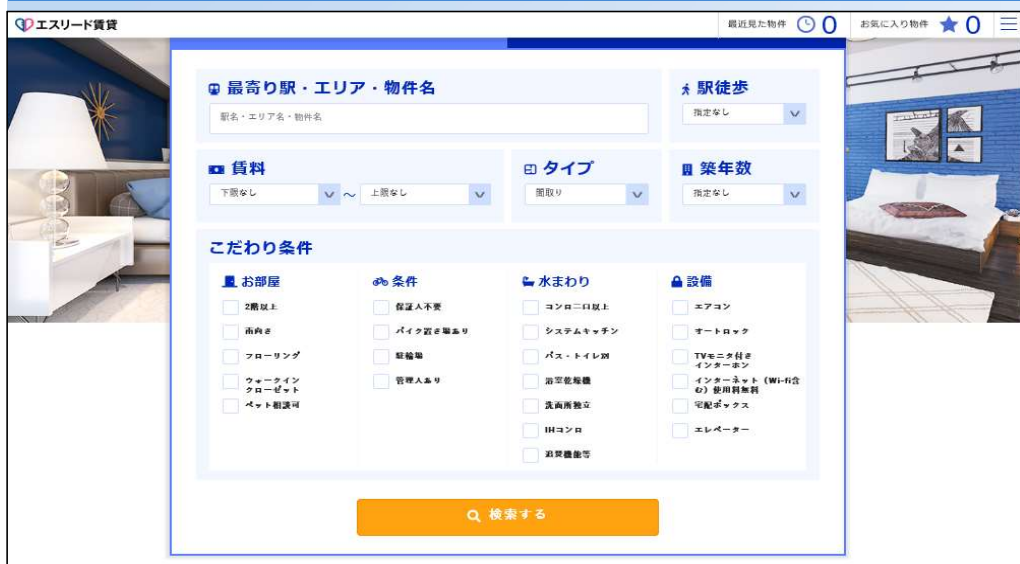 エスリード賃貸
最近見た物件 0 お気に入り物件 0
最寄り駅・エリア・物件名
駅名・エリア名・物件名
駅徒歩
指定なし
賃料
下限なし ～ 上限なし
タイプ
間取り
築年数
指定なし
こだわり条件
お部屋
2階以上
南向き
フローリング
ウォークイン
クローゼット
ペット相談可
条件
保証人不要
バイク置き場あり
駐輪場
管理人あり
水まわり
コンロ二口以上
システムキッチン
バス・トイレ別
浴室乾燥機
洗面所独立
IHコンロ
追焚機能等
設備
エアコン
オートロック
TVモニタ付き
インターホン
インターネット（Wi-fi含
む）使用料無料
宅配ボックス
エレベーター
検索する